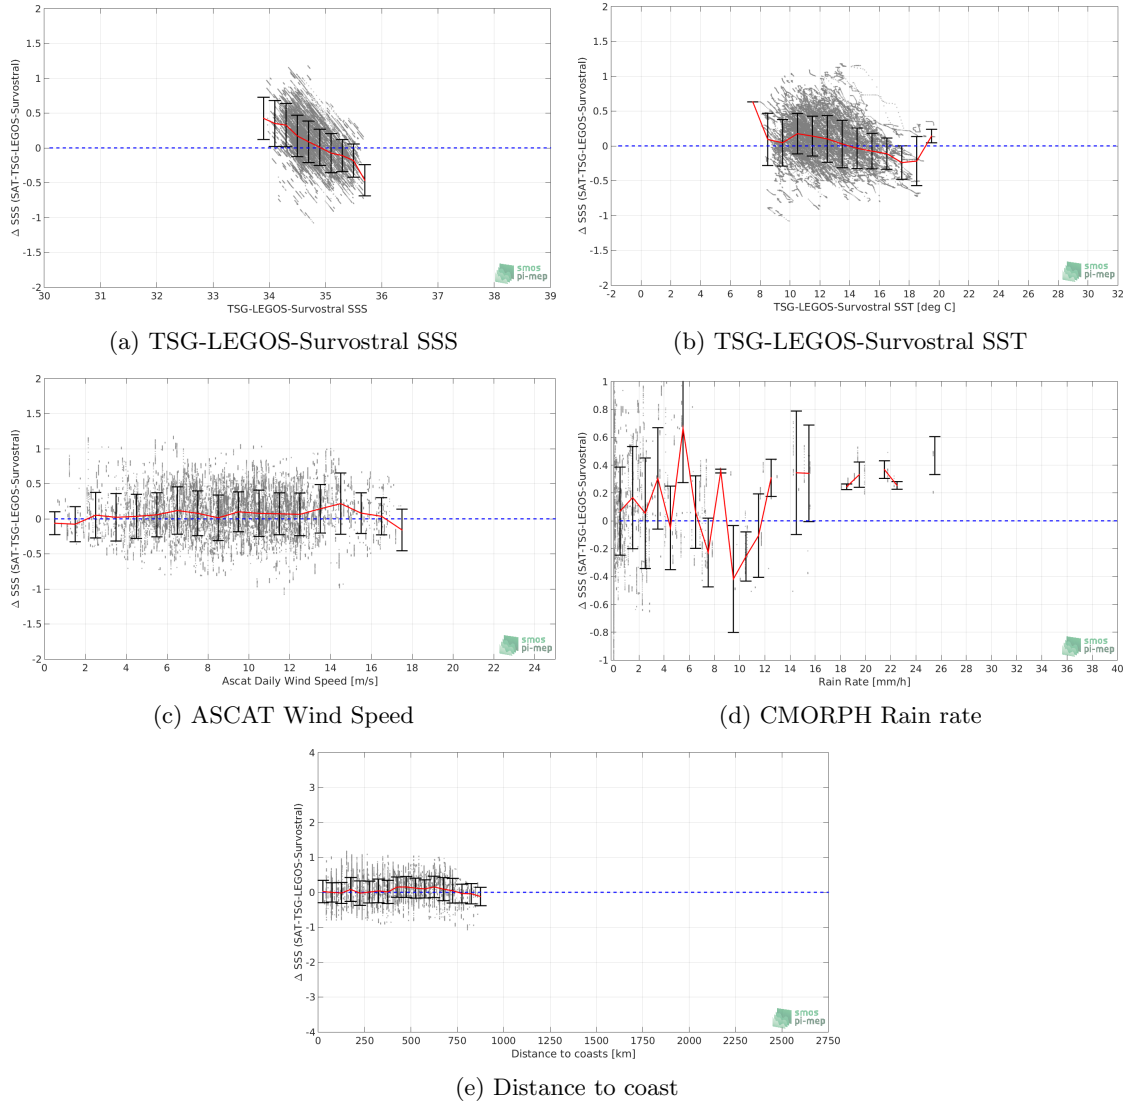 2
1.5
1
0.5
0
-0.5
-1
-1.5
-2
Δ SSS (SAT-TSG-LEGOS-Survostral)
30 31 32 33 34 35 36 37 38 39
TSG-LEGOS-Survostral SSS
smos
pi-mep
(a) TSG-LEGOS-Survostral SSS
2
1.5
1
0.5
0
-0.5
-1
-1.5
-2
Δ SSS (SAT-TSG-LEGOS-Survostral)
-2 0 2 4 6 8 10 12 14 16 18 20 22 24 26 28 30 32
TSG-LEGOS-Survostral SST [deg C]
smos
pi-mep
(b) TSG-LEGOS-Survostral SST
2
1.5
1
0.5
0
-0.5
-1
-1.5
-2
Δ SSS (SAT-TSG-LEGOS-Survostral)
0 2 4 6 8 10 12 14 16 18 20 22 24
Ascat Daily Wind Speed [m/s]
smos
pi-mep
(c) ASCAT Wind Speed
1
0.8
0.6
0.4
0.2
0
-0.2
-0.4
-0.6
-0.8
-1
Δ SSS (SAT-TSG-LEGOS-Survostral)
0 2 4 6 8 10 12 14 16 18 20 22 24 26 28 30 32 34 36 38 40
Rain Rate [mm/h]
smos
pi-mep
(d) CMORPH Rain rate
4
3
2
1
0
-1
-2
-3
-4
Δ SSS (SAT-TSG-LEGOS-Survostral)
0 250 500 750 1000 1250 1500 1750 2000 2250 2500 2750
Distance to coasts [km]
smos
pi-mep
(e) Distance to coast